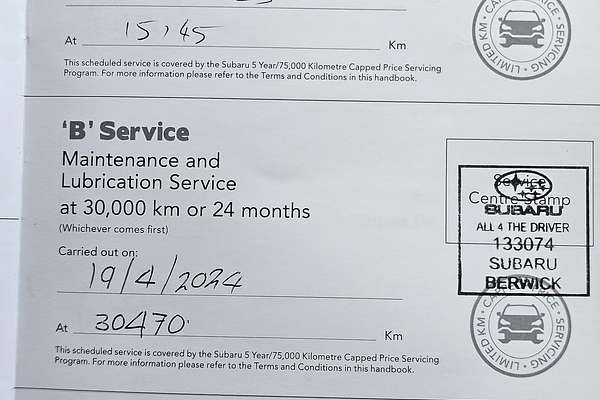 At 15,45 Km
This scheduled service is covered by the Subaru 5 Year/75,000 Kilometre Capped Price Servicing
Program. For more information please refer to the Terms and Conditions in this handbook.
LIMITED KM • SERVICING
'B' Service
Maintenance and
Lubrication Service
at 30,000 km or 24 months
(Whichever comes first)
Carried out on:
19/4/2024
At 30470 Km
This scheduled service is covered by the Subaru 5 Year/75,000 Kilometre Capped Price Servicing
Program. For more information please refer to the Terms and Conditions in this handbook.
Service
Centre Stamp
SUBARU
ALL 4 THE DRIVER
133074
SUBARU
BERWICK
LIMITED KM • CAPPED PRICE • SERVICING